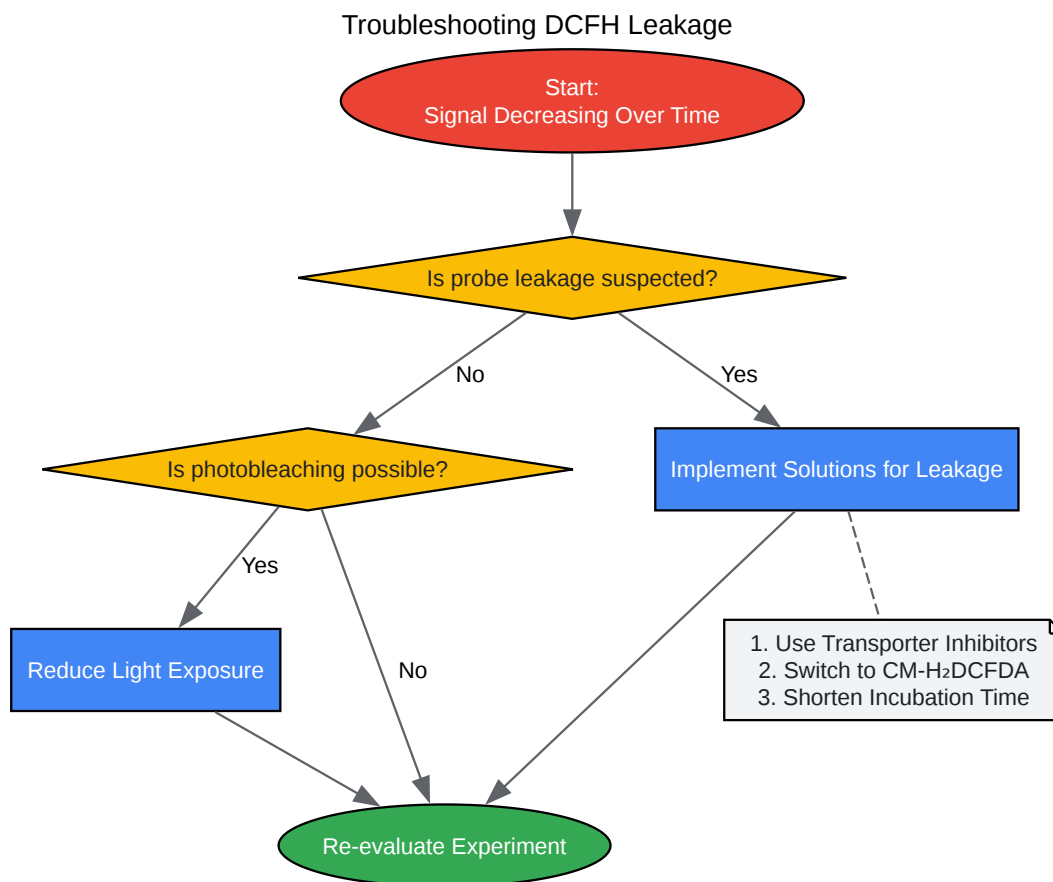 Troubleshooting DCFH Leakage
Start:
Signal Decreasing Over Time
Is probe leakage suspected?
No
Yes
Is photobleaching possible?
Implement Solutions for Leakage
Yes
Reduce Light Exposure
No
1. Use Transporter Inhibitors
2. Switch to CM-H₂DCFDA
3. Shorten Incubation Time
Re-evaluate Experiment